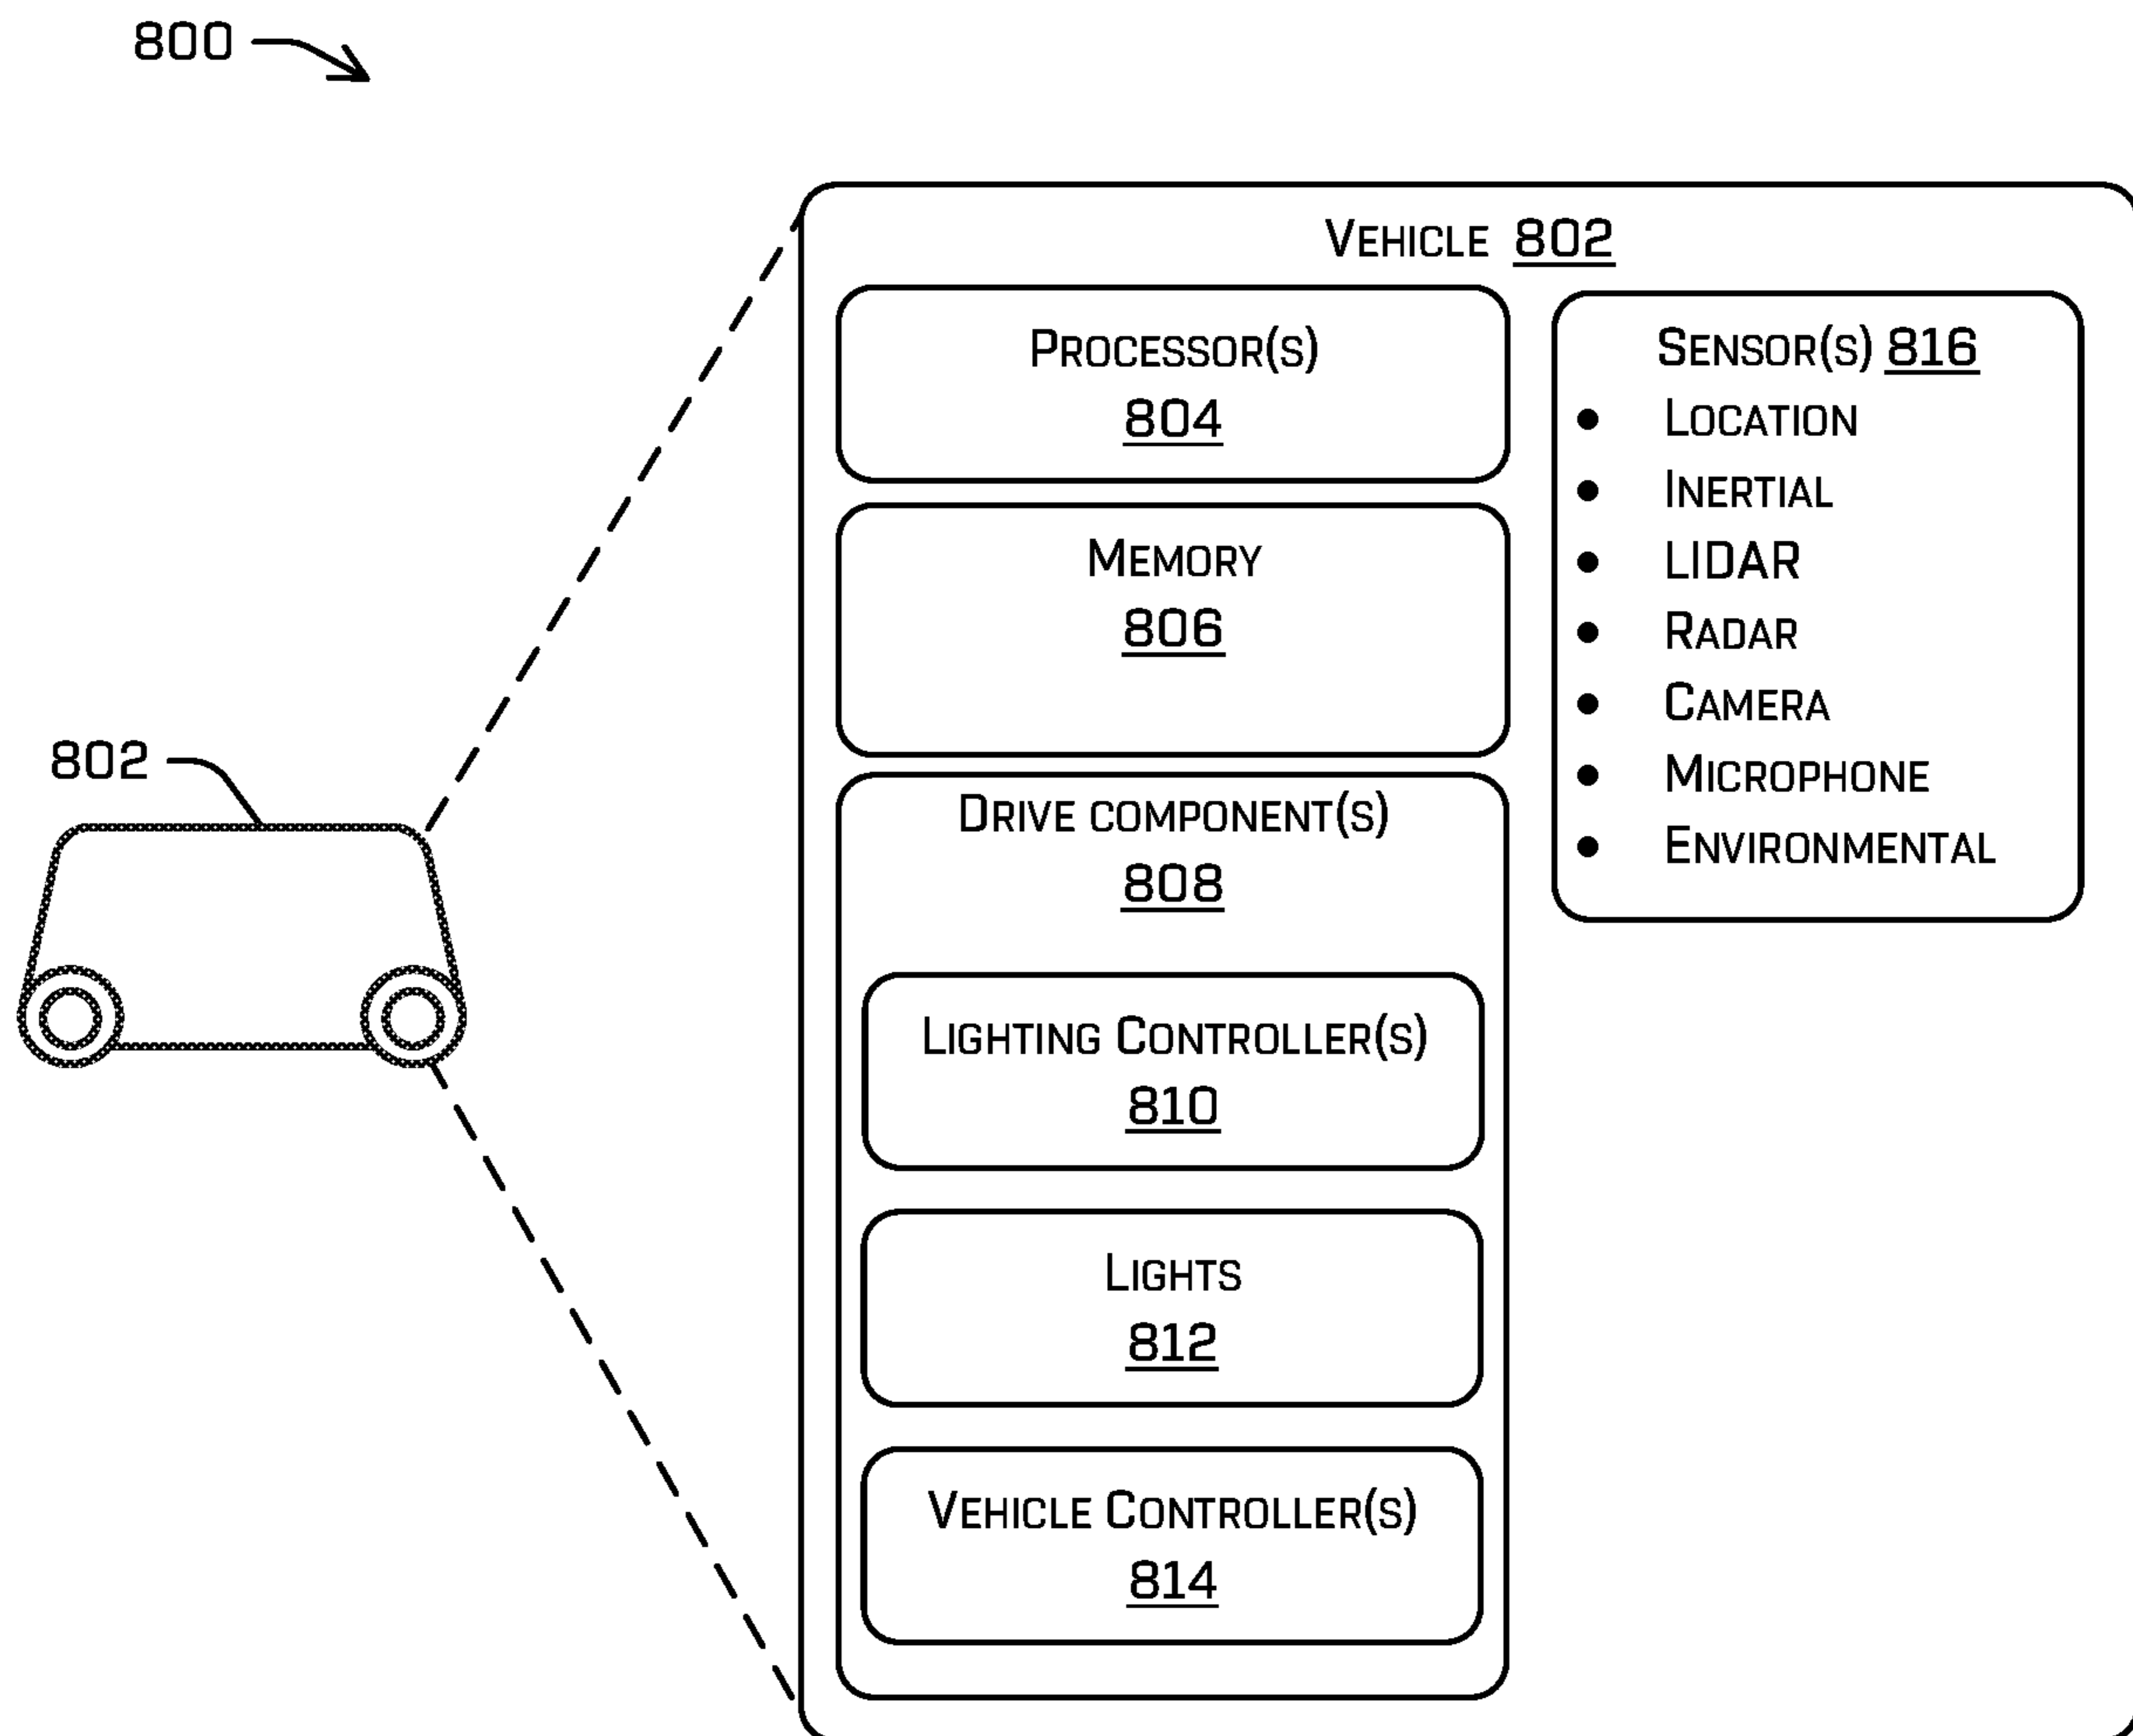 800
VEHICLE 802
PROCESSOR(S)
804
MEMORY
806
DRIVE COMPONENT(S)
808
LIGHTING CONTROLLER(S)
810
LIGHTS
812
VEHICLE CONTROLLER(S)
814
SENSOR(S) 816
• LOCATION
• INERTIAL
• LIDAR
• RADAR
• CAMERA
• MICROPHONE
• ENVIRONMENTAL
802